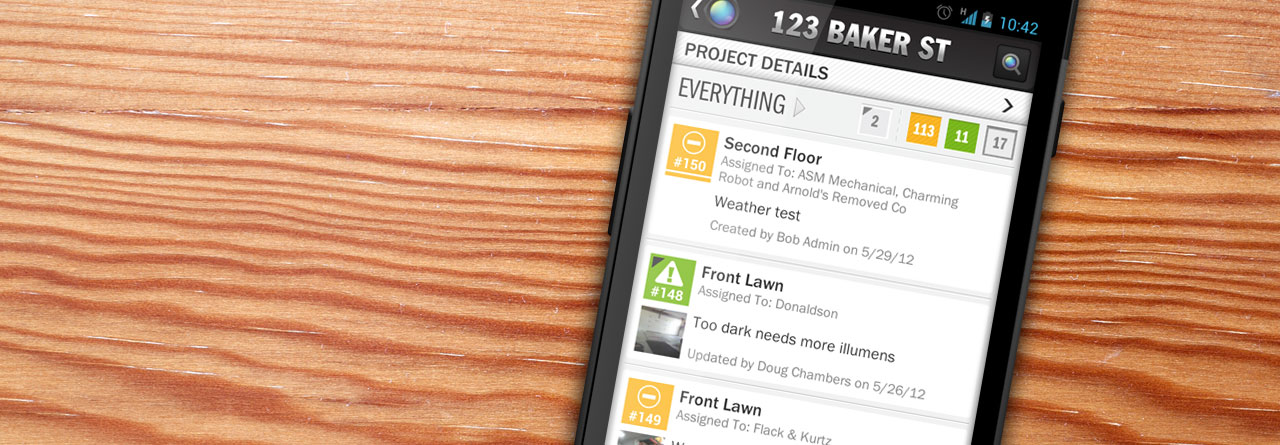 10:42
123 BAKER ST
PROJECT DETAILS
EVERYTHING
2 113 11 17
#150
Second Floor
Assigned To: ASM Mechanical, Charming
Robot and Arnold's Removed Co
Weather test
Created by Bob Admin on 5/29/12
#148
Front Lawn
Assigned To: Donaldson
Too dark needs more illumens
Updated by Doug Chambers on 5/26/12
#149
Front Lawn
Assigned To: Flack & Kurtz